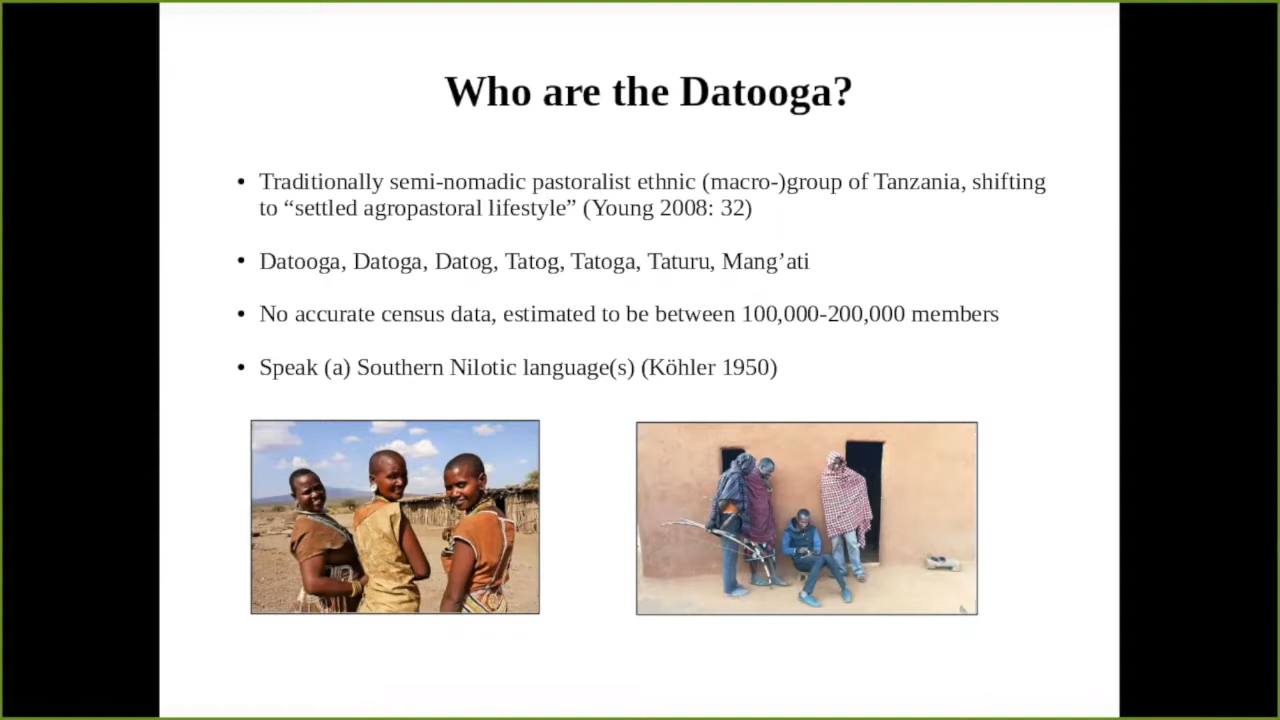 Who are the Datooga?
• Traditionally semi-nomadic pastoralist ethnic (macro-)group of Tanzania, shifting
to “settled agropastoral lifestyle” (Young 2008: 32)
• Datooga, Datoga, Datog, Tatog, Tatoga, Taturu, Mang’ati
• No accurate census data, estimated to be between 100,000-200,000 members
• Speak (a) Southern Nilotic language(s) (Köhler 1950)